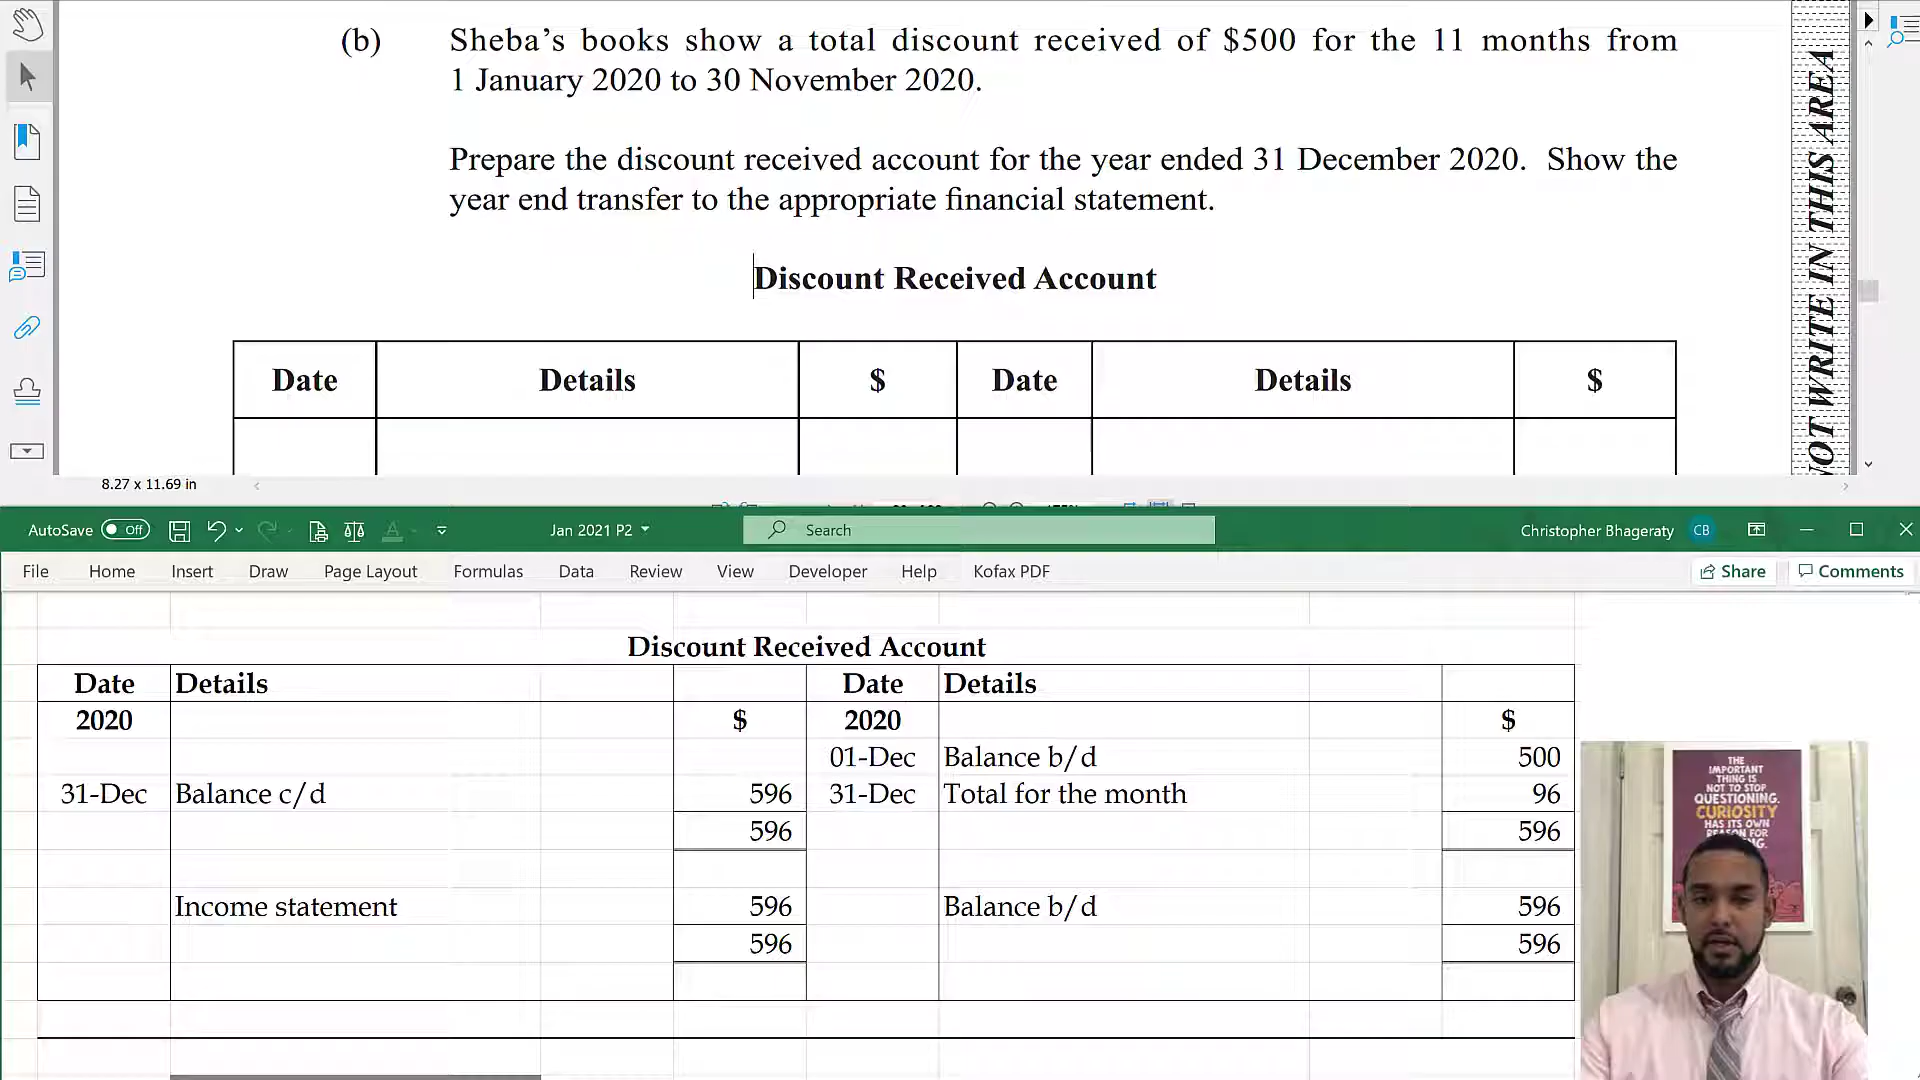 (b) Sheba's books show a total discount received of $500 for the 11 months from
1 January 2020 to 30 November 2020.
Prepare the discount received account for the year ended 31 December 2020. Show the
year end transfer to the appropriate financial statement.
Discount Received Account
Date Details $ Date Details $
WRITE IN THIS AREA
8.27 x 11.69 in
AutoSave Off Jan 2021 P2 Search Christopher Bhageraty CB
File Home Insert Draw Page Layout Formulas Data Review View Developer Help Kofax PDF Share Comments
Discount Received Account
Date Details Date Details
2020 $ 2020 $
01-Dec Balance b/d 500
31-Dec Balance c/d 596 31-Dec Total for the month 96
596 596
Income statement 596 Balance b/d 596
596 596
THE
IMPORTANT
THING IS
NOT TO STOP
QUESTIONING.
CURIOSITY
HAS ITS OWN
REASON FOR